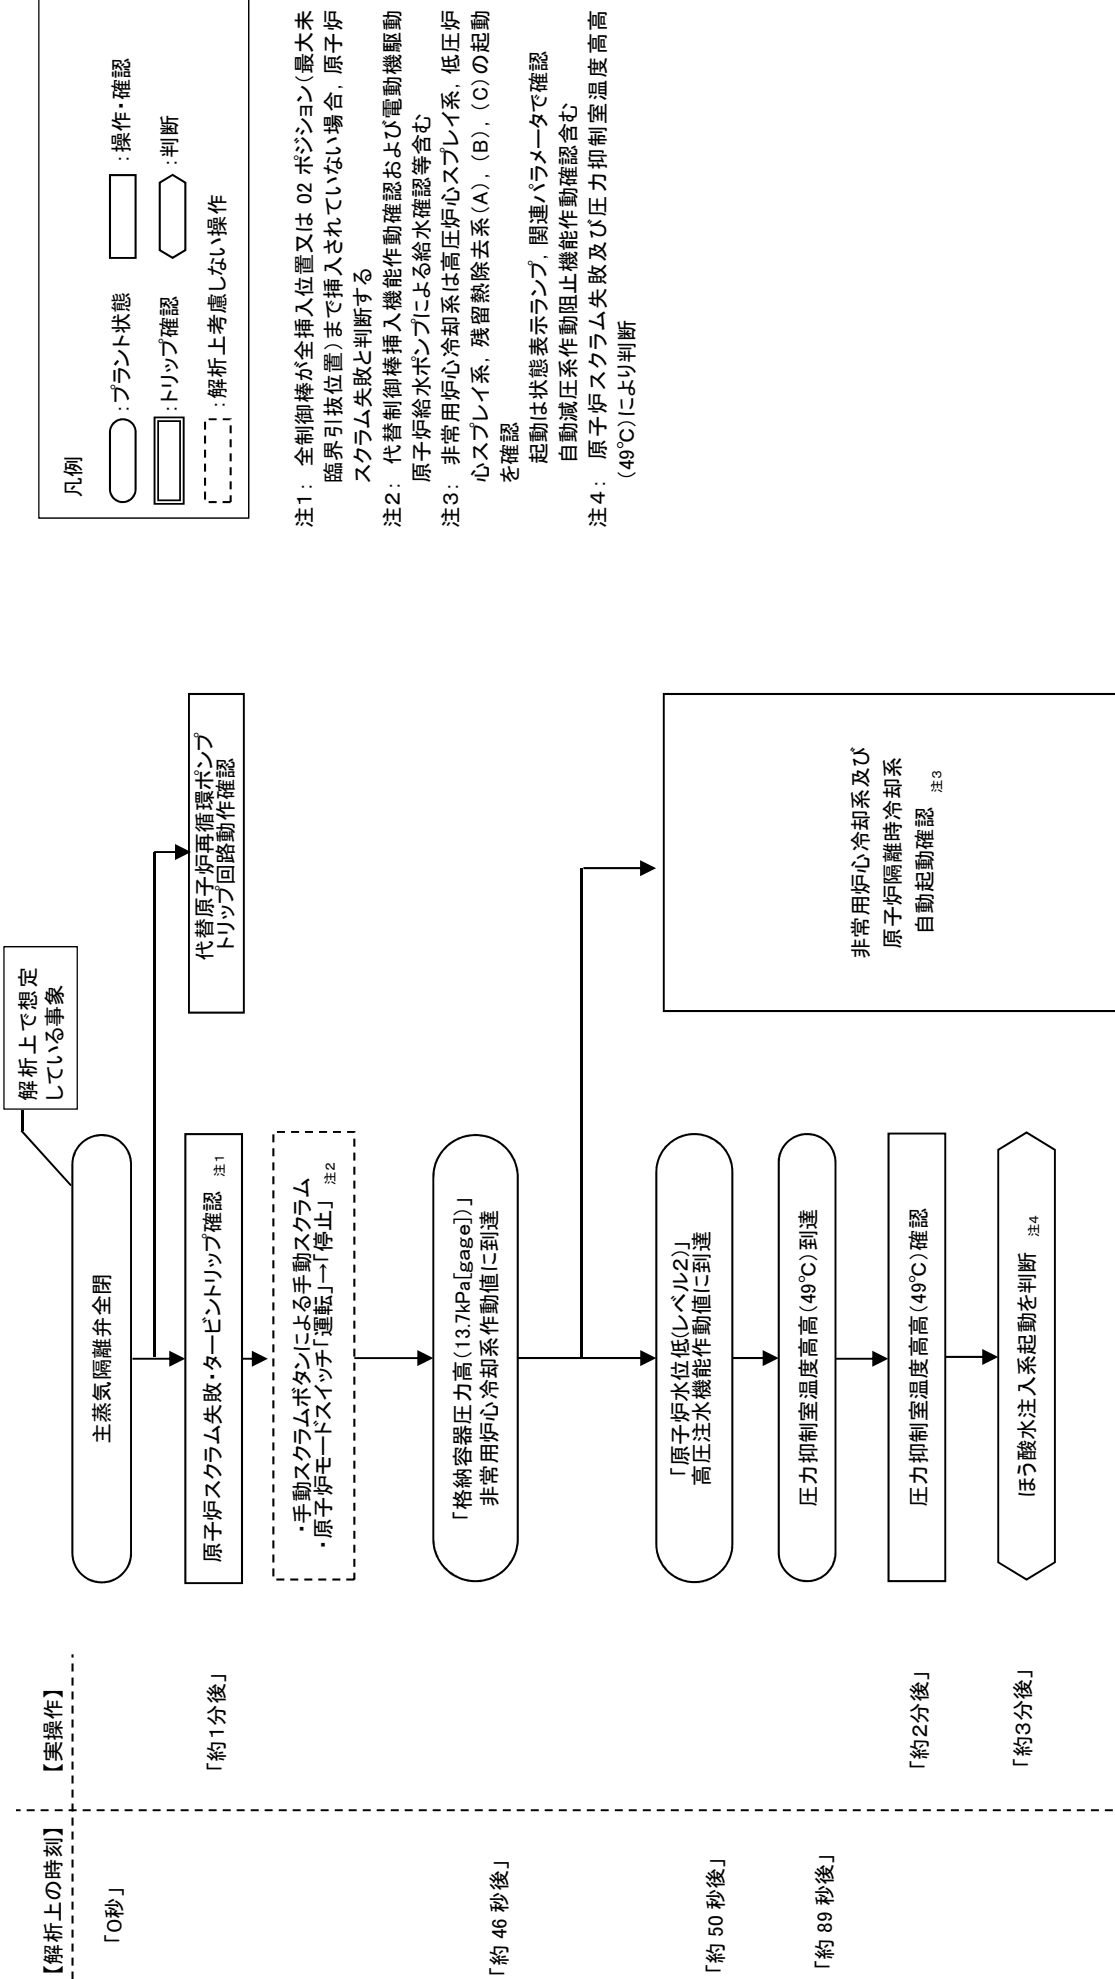 【解析上の時刻】
【実操作】
「0秒」
解析上で想定
している事象
主蒸気隔離弁全閉
「約1分後」
原子炉スクラム失敗・タービントリップ確認 注1
代替原子炉再循環ポンプ
トリップ回路動作確認
・手動スクラムボタンによる手動スクラム
・原子炉モードスイッチ「運転」→「停止」 注2
「約 46 秒後」
「格納容器圧力高(13.7kPa[gage])」
非常用炉心冷却系作動値に到達
「約 50 秒後」
「原子炉水位低(レベル2)」
高圧注水機能作動値に到達
非常用炉心冷却系及び
原子炉隔離時冷却系
自動起動確認 注3
「約 89 秒後」
圧力抑制室温度高高(49℃)到達
「約2分後」
圧力抑制室温度高高(49℃)確認
「約3分後」
ほう酸水注入系起動を判断 注4
凡例
:プラント状態
:操作・確認
:トリップ確認
:判断
:解析上考慮しない操作
注1: 全制御棒が全挿入位置又は 02 ポジション(最大未
臨界引抜位置)まで挿入されていない場合, 原子炉
スクラム失敗と判断する
注2: 代替制御棒挿入機能作動確認および電動機駆動
原子炉給水ポンプによる給水確認等含む
注3: 非常用炉心冷却系は高圧炉心スプレイ系, 低圧炉
心スプレイ系, 残留熱除去系(A), (B), (C)の起動
を確認
起動は状態表示ランプ, 関連パラメータで確認
自動減圧系作動阻止機能作動確認含む
注4: 原子炉スクラム失敗及び圧力抑制室温度高高
(49℃)により判断